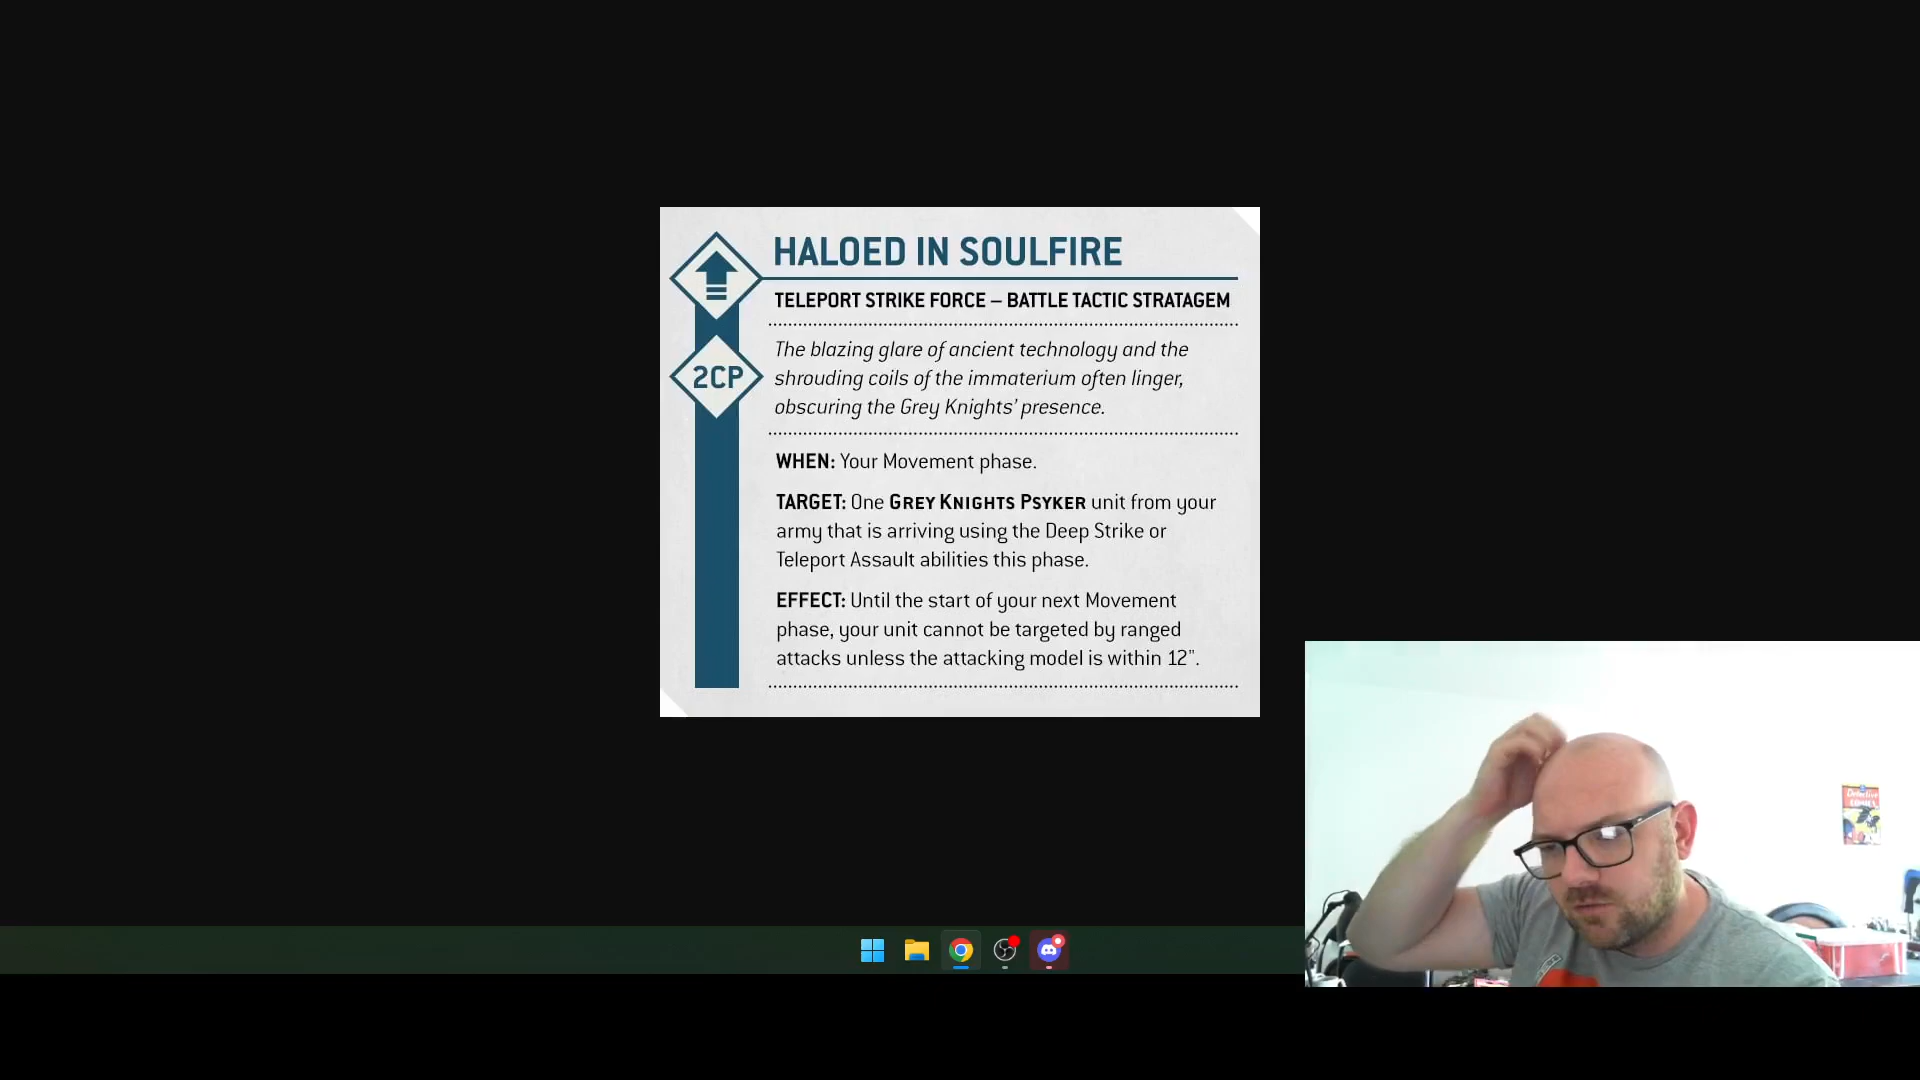 HALOED IN SOULFIRE
TELEPORT STRIKE FORCE – BATTLE TACTIC STRATAGEM
2CP
The blazing glare of ancient technology and the
shrouding coils of the immaterium often linger,
obscuring the Grey Knights’ presence.
WHEN: Your Movement phase.
TARGET: One GREY KNIGHTS PSYKER unit from your
army that is arriving using the Deep Strike or
Teleport Assault abilities this phase.
EFFECT: Until the start of your next Movement
phase, your unit cannot be targeted by ranged
attacks unless the attacking model is within 12".
Detective